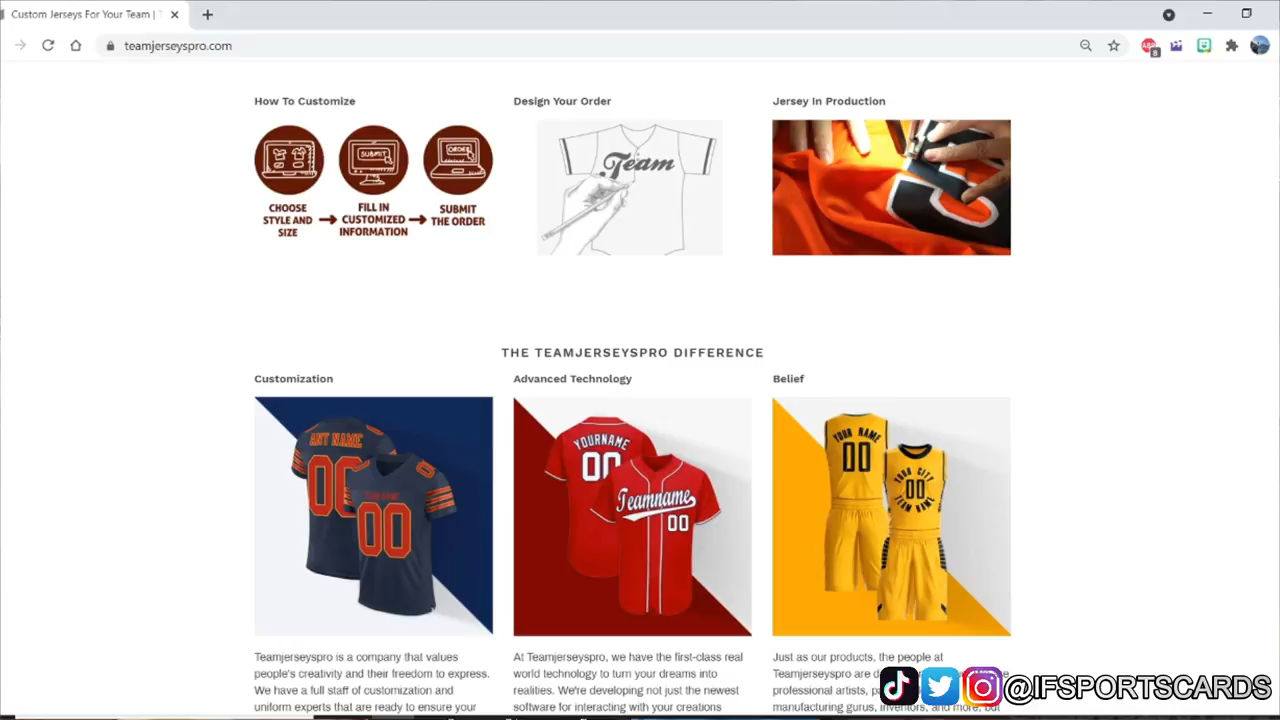 Custom Jerseys For Your Team | T
teamjerseyspro.com
8
How To Customize
Design Your Order
Jersey In Production
SUBMIT
ORDER
CHOOSE
STYLE AND
SIZE
FILL IN
CUSTOMIZED
INFORMATION
SUBMIT
THE ORDER
Team
THE TEAMJERSEYSPRO DIFFERENCE
Customization
Advanced Technology
Belief
ANY NAME
00
TEAM NAME
00
YOURNAME
00
Teamname
00
YOUR NAME
00
YOUR CITY
00
TEAM NAME
Teamjerseyspro is a company that values
people's creativity and their freedom to express.
We have a full staff of customization and
uniform experts that are ready to ensure your
At Teamjerseyspro, we have the first-class real
world technology to turn your dreams into
realities. We're developing not just the newest
software for interacting with your creations
Just as our products, the people at
Teamjerseyspro are
professional artists,
manufacturing gurus, inventors, and more, but
@IFSPORTSCARDS